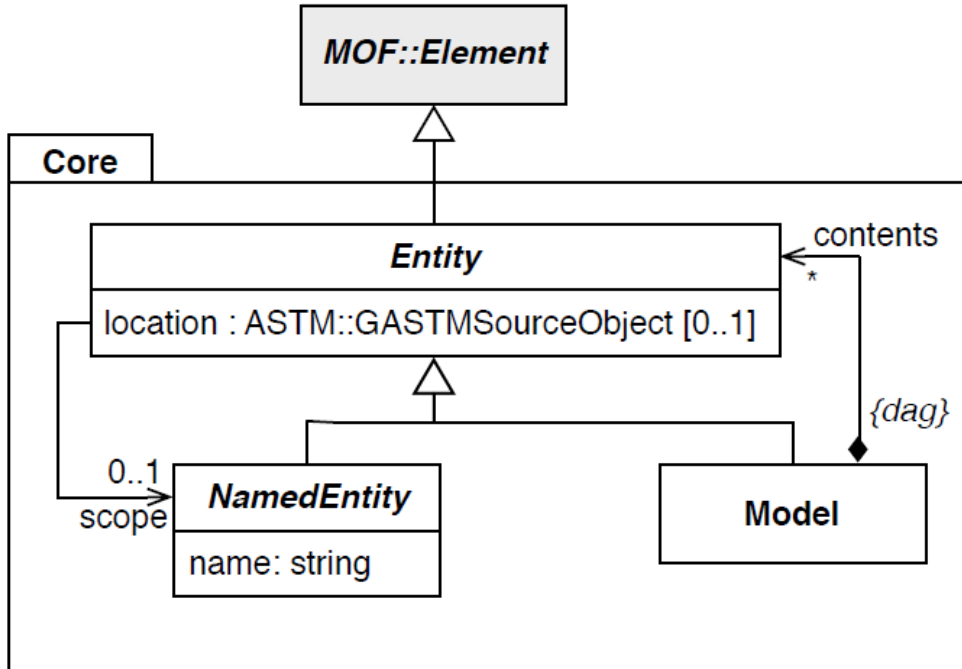 MOF::Element
Core
Entity
contents
*
location : ASTM::GASTMSourceObject [0..1]
{dag}
0..1
scope
NamedEntity
Model
name: string